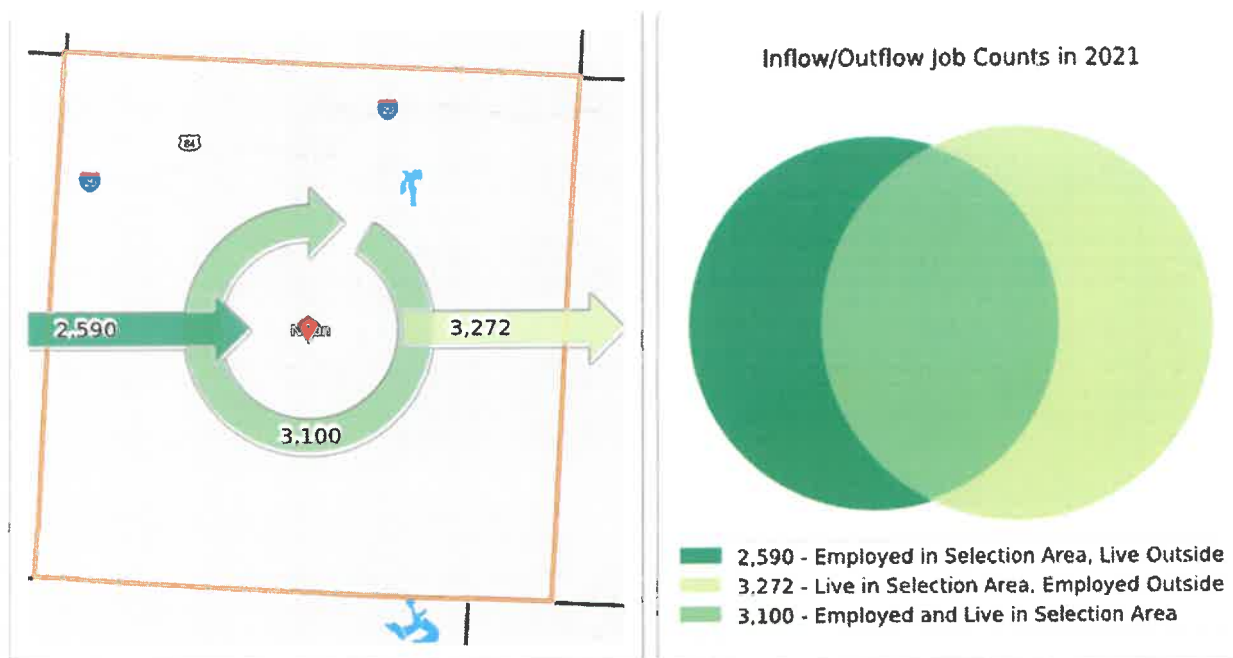 84
2,590
3,272
3,100
Inflow/Outflow Job Counts in 2021
2,590 - Employed in Selection Area, Live Outside
3,272 - Live in Selection Area, Employed Outside
3,100 - Employed and Live in Selection Area